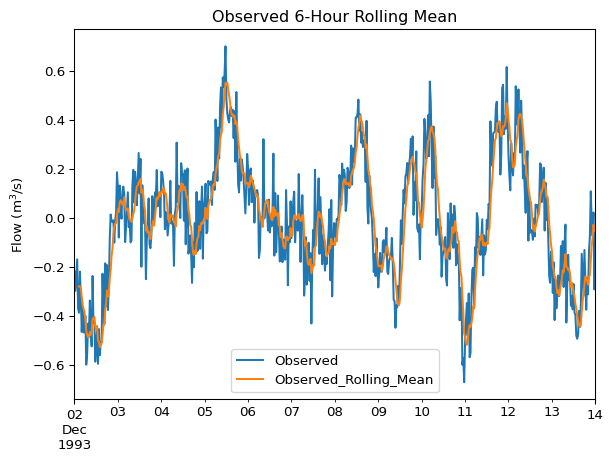 Observed 6-Hour Rolling Mean
Flow (m³/s)
0.6
0.4
0.2
0.0
−0.2
−0.4
−0.6
Observed
Observed_Rolling_Mean
02 03 04 05 06 07 08 09 10 11 12 13 14
Dec
1993